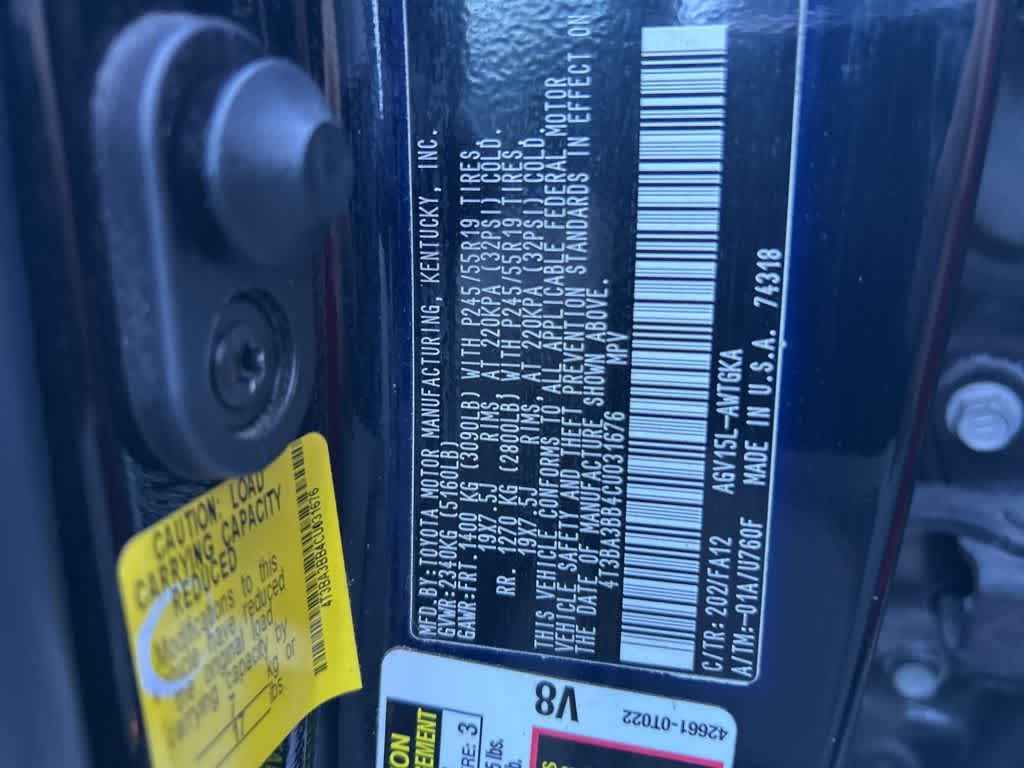 MFD.BY:TOYOTA MOTOR MANUFACTURING, KENTUCKY, INC.
GVWR:2340KG (5160LB)
GAWR:FRT.1400 KG (3090LB) WITH P245/55R19 TIRES
19X7.5J RIMS, AT 220KPA (32PSI) COLD.
RR. 1270 KG (2800LB) WITH P245/55R19 TIRES
19X7.5J RIMS, AT 220KPA (32PSI) COLD.
THIS VEHICLE CONFORMS TO ALL APPLICABLE FEDERAL MOTOR
VEHICLE SAFETY AND THEFT PREVENTION STANDARDS IN EFFECT ON
THE DATE OF MANUFACTURE SHOWN ABOVE.
4T3BA3BB4CU031676 MPV
C/TR:202/FA12 AGV15L-AWTGKA
A/TM:-01A/U760F MADE IN U.S.A. 74318
CAUTION: LOAD
CARRYING CAPACITY
REDUCED
Modifications to this
have reduced
original load
carrying capacity by
17 kg or
lbs
4T3BA3BB4CU031676
V8
42661-0T022
3
lbs.